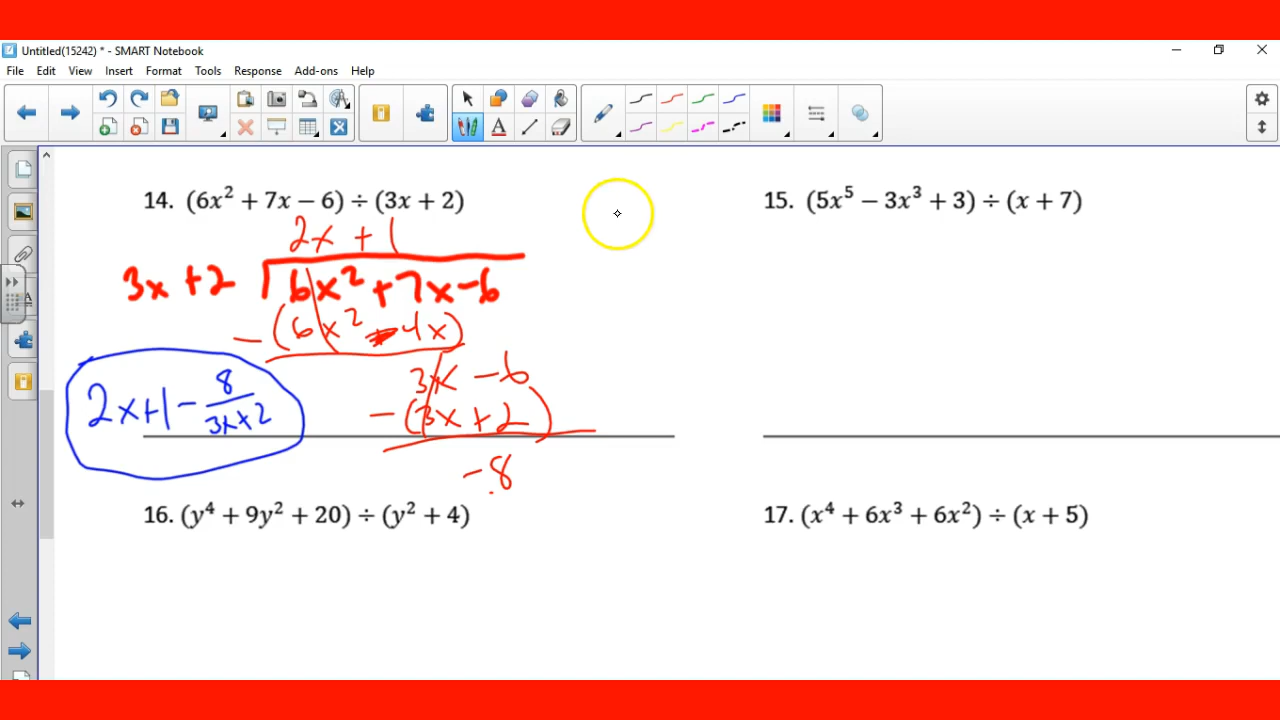 Untitled(15242) * - SMART Notebook
File Edit View Insert Format Tools Response Add-ons Help
14. (6x² + 7x − 6) ÷ (3x + 2)
15. (5x⁵ − 3x³ + 3) ÷ (x + 7)
2x + 1
3x + 2 6x² + 7x - 6
- (6x² 4x)
3x - 6
2x+1 - 8/3x+2
- (3x + 2)
- 8
16. (y⁴ + 9y² + 20) ÷ (y² + 4)
17. (x⁴ + 6x³ + 6x²) ÷ (x + 5)